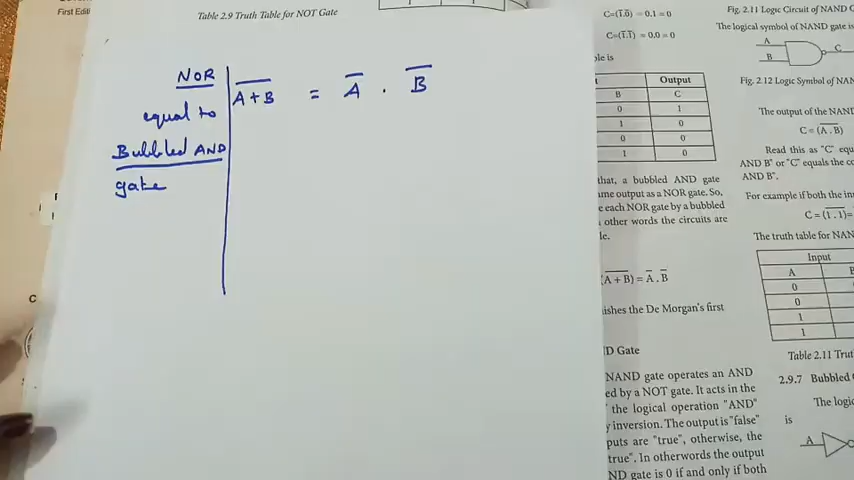 First Edi
Table 2.9 Truth Table for NOT Gate
NOR
equal to
Bubbled AND
gate
A̅+̅B̅ = A̅ . B̅
C=(1̅.0̅) = 0.1 = 0
C=(1̅.1̅) = 0.0 = 0
ble is
t Output
B C
0 1
1 0
0 0
1 0
that, a bubbled AND gate
me output as a NOR gate. So,
e each NOR gate by a bubbled
other words the circuits are
le.
(A̅+̅B̅) = A̅ . B̅
ishes the De Morgan's first
D Gate
NAND gate operates an AND
ed by a NOT gate. It acts in the
the logical operation "AND"
y inversion. The output is "false"
puts are "true", otherwise, the
true". In otherwords the output
ND gate is 0 if and only if both
Fig. 2.11 Logic Circuit of NAND
The logical symbol of NAND gate is
A
B
C
Fig. 2.12 Logic Symbol of NA
The output of the NAND
C = (A̅ ̅.̅ ̅B̅)
Read this as "C" equ
AND B" or "C" equals the co
AND B".
For example if both the in
C = (1̅ ̅.̅ ̅1̅)=
The truth table for NAN
Input
A B
0
0
1
1
Table 2.11 Trut
2.9.7 Bubbled
The logic
is
A